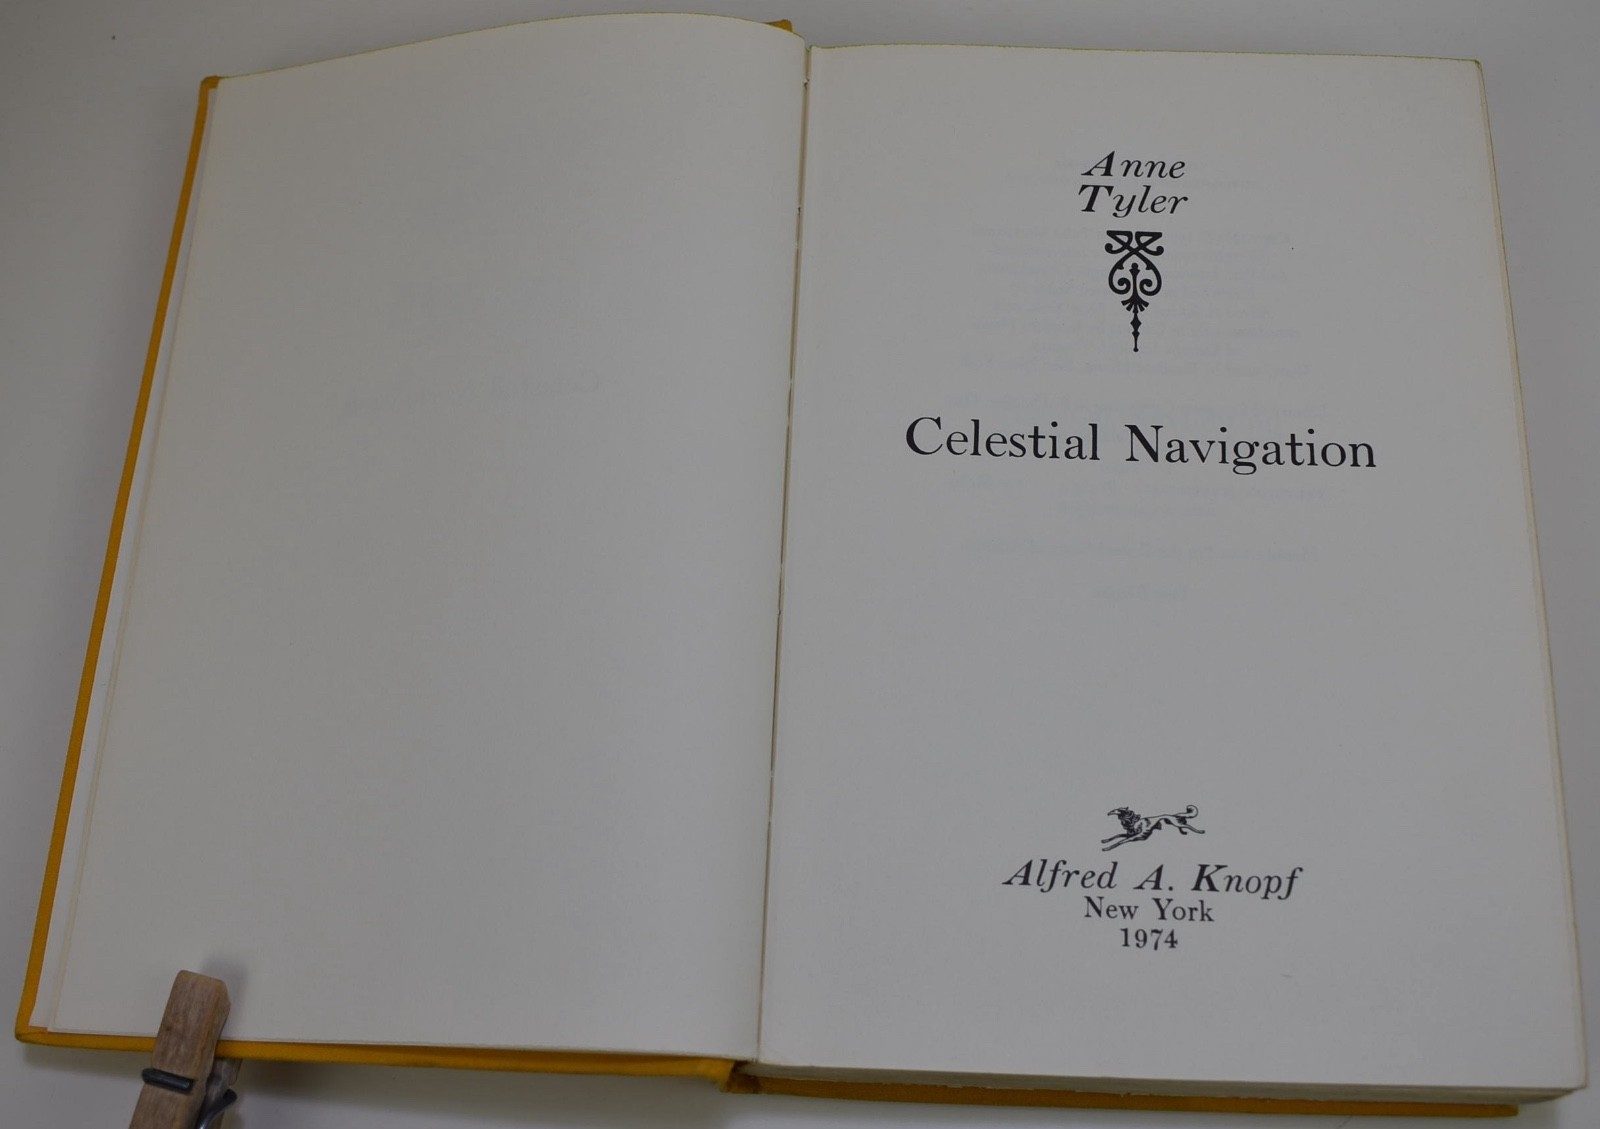 Anne
Tyler
Celestial Navigation
Alfred A. Knopf
New York
1974